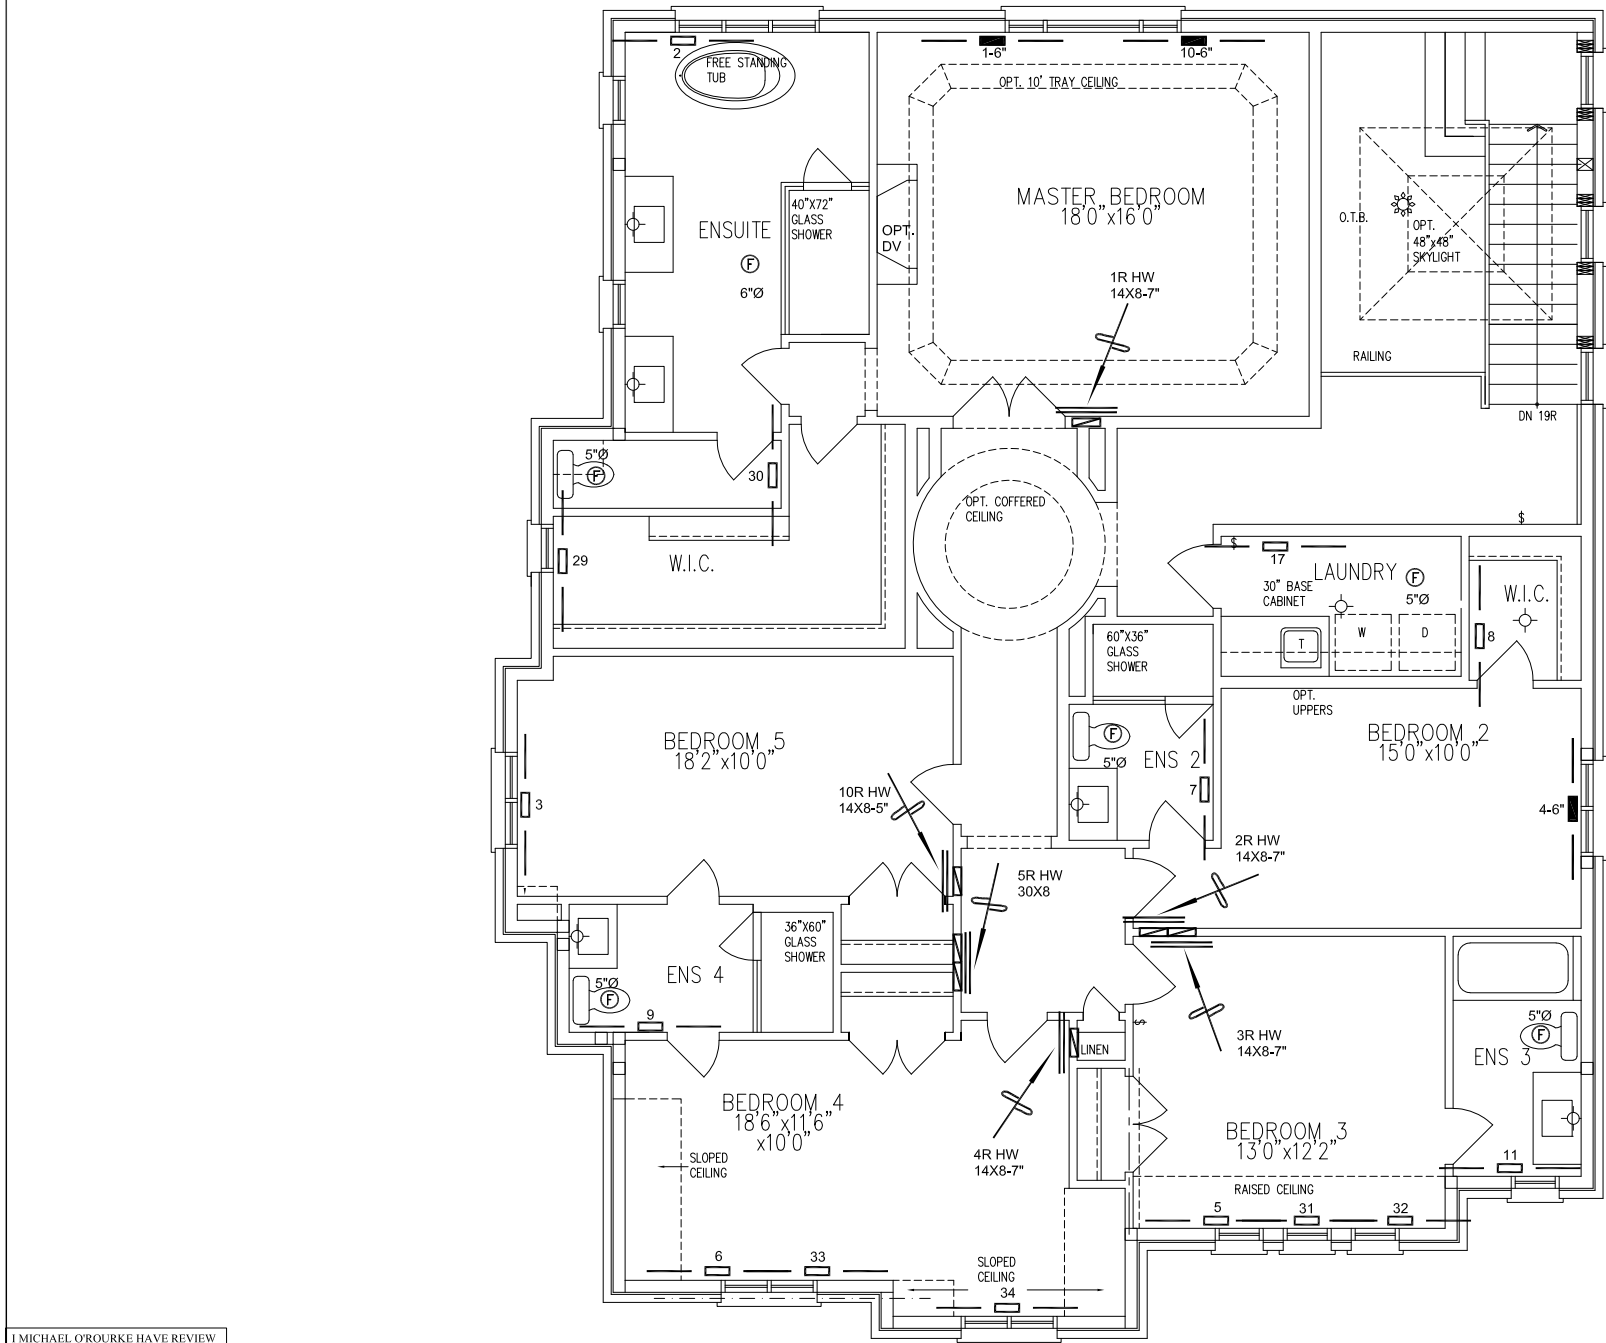 2
FREE STANDING
TUB
1-6"
10-6"
OPT. 10' TRAY CEILING
MASTER BEDROOM
18'0"x16'0"
40"X72"
GLASS
SHOWER
ENSUITE
F
6"Ø
OPT.
DV
O.T.B.
OPT.
48"x48"
SKYLIGHT
1R HW
14X8-7"
RAILING
DN 19R
5"Ø
F
30
OPT. COFFERED
CEILING
29
W.I.C.
$
$
17
LAUNDRY
F
5"Ø
30" BASE
CABINET
W.I.C.
8
60"X36"
GLASS
SHOWER
T
W
D
OPT.
UPPERS
BEDROOM 5
18'2"x10'0"
BEDROOM 2
15'0"x10'0"
F
5"Ø
ENS 2
7
3
10R HW
14X8-5"
4-6"
2R HW
14X8-7"
5R HW
30X8
36"X60"
GLASS
SHOWER
ENS 4
5"Ø
F
9
$
LINEN
3R HW
14X8-7"
5"Ø
F
ENS 3
BEDROOM 4
18'6"x11'6"
x10'0"
BEDROOM 3
13'0"x12'2"
SLOPED
CEILING
4R HW
14X8-7"
11
RAISED CEILING
5
31
32
6
33
SLOPED
CEILING
34
I MICHAEL O'ROURKE HAVE REVIEW